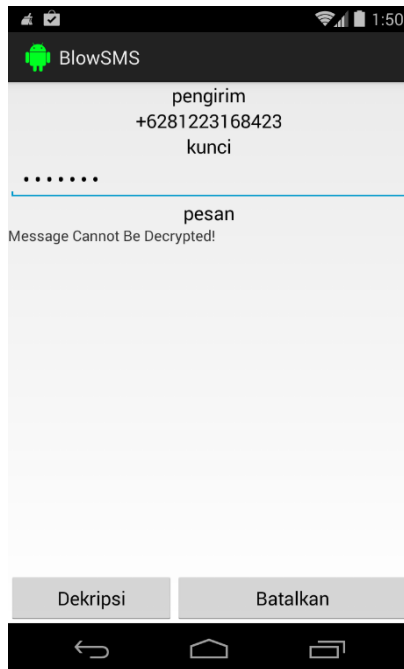 1:50
BlowSMS
pengirim
+6281223168423
kunci
.......
pesan
Message Cannot Be Decrypted!
Dekripsi Batalkan